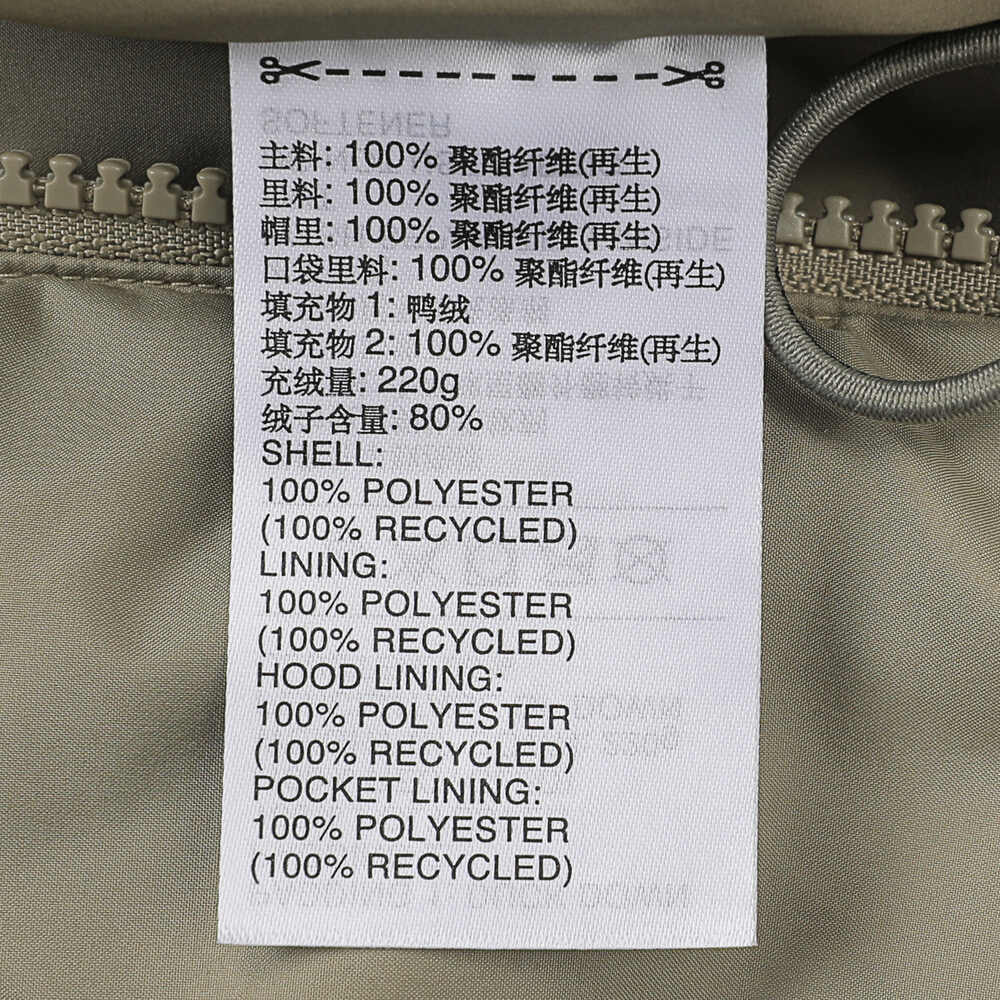 主料: 100% 聚酯纤维(再生)
里料: 100% 聚酯纤维(再生)
帽里: 100% 聚酯纤维(再生)
口袋里料: 100% 聚酯纤维(再生)
填充物 1: 鸭绒
填充物 2: 100% 聚酯纤维(再生)
充绒量: 220g
绒子含量: 80%
SHELL:
100% POLYESTER
(100% RECYCLED)
LINING:
100% POLYESTER
(100% RECYCLED)
HOOD LINING:
100% POLYESTER
(100% RECYCLED)
POCKET LINING:
100% POLYESTER
(100% RECYCLED)